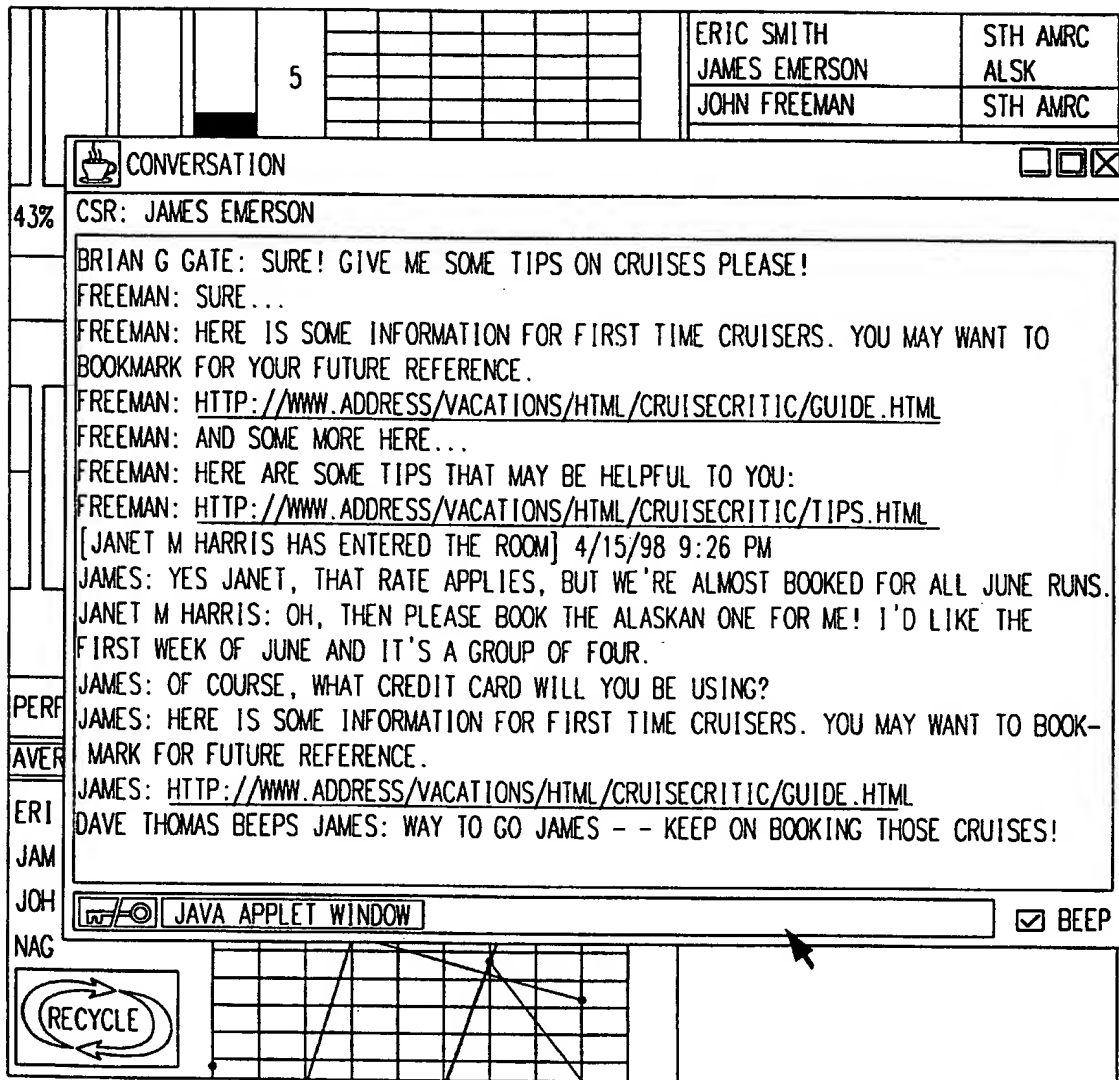 ERIC SMITH STH AMRC
5 JAMES EMERSON ALSK
JOHN FREEMAN STH AMRC
CONVERSATION
43% CSR: JAMES EMERSON
BRIAN G GATE: SURE! GIVE ME SOME TIPS ON CRUISES PLEASE!
FREEMAN: SURE...
FREEMAN: HERE IS SOME INFORMATION FOR FIRST TIME CRUISERS. YOU MAY WANT TO
BOOKMARK FOR YOUR FUTURE REFERENCE.
FREEMAN: HTTP://WWW.ADDRESS/VACATIONS/HTML/CRUISECRITIC/GUIDE.HTML
FREEMAN: AND SOME MORE HERE...
FREEMAN: HERE ARE SOME TIPS THAT MAY BE HELPFUL TO YOU:
FREEMAN: HTTP://WWW.ADDRESS/VACATIONS/HTML/CRUISECRITIC/TIPS.HTML
[JANET M HARRIS HAS ENTERED THE ROOM] 4/15/98 9:26 PM
JAMES: YES JANET, THAT RATE APPLIES, BUT WE'RE ALMOST BOOKED FOR ALL JUNE RUNS.
JANET M HARRIS: OH, THEN PLEASE BOOK THE ALASKAN ONE FOR ME! I'D LIKE THE
FIRST WEEK OF JUNE AND IT'S A GROUP OF FOUR.
JAMES: OF COURSE, WHAT CREDIT CARD WILL YOU BE USING?
PERF
JAMES: HERE IS SOME INFORMATION FOR FIRST TIME CRUISERS. YOU MAY WANT TO BOOK-
AVER
MARK FOR FUTURE REFERENCE.
JAMES: HTTP://WWW.ADDRESS/VACATIONS/HTML/CRUISECRITIC/GUIDE.HTML
ERI
DAVE THOMAS BEEPS JAMES: WAY TO GO JAMES - - KEEP ON BOOKING THOSE CRUISES!
JAM
JOH
JAVA APPLET WINDOW BEEP
NAG
RECYCLE